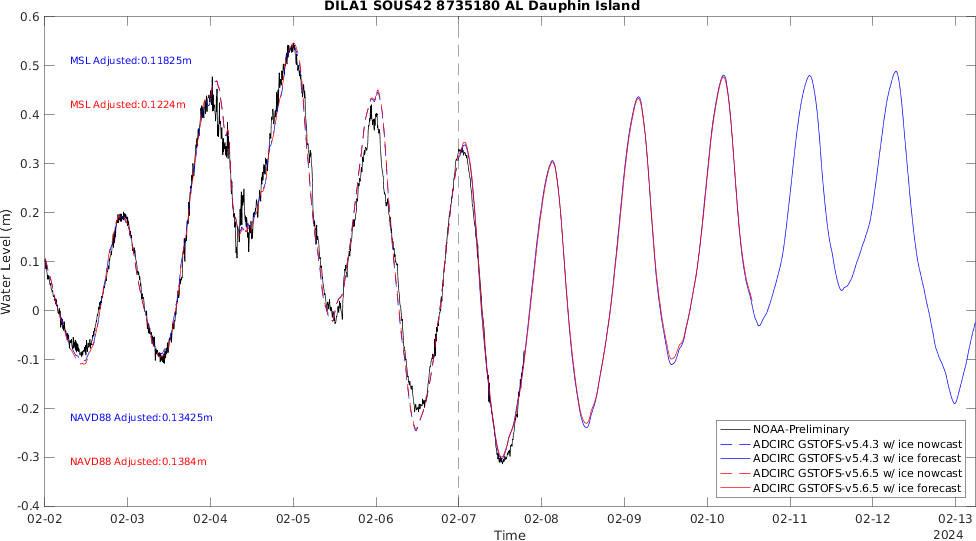 DILA1 SOUS42 8735180 AL Dauphin Island
0.6
0.5
0.4
0.3
0.2
0.1
0
-0.1
-0.2
-0.3
-0.4
Water Level (m)
MSL Adjusted:0.11825m
MSL Adjusted:0.1224m
NAVD88 Adjusted:0.13425m
NAVD88 Adjusted:0.1384m
NOAA-Preliminary
ADCIRC GSTOFS-v5.4.3 w/ ice nowcast
ADCIRC GSTOFS-v5.4.3 w/ ice forecast
ADCIRC GSTOFS-v5.6.5 w/ ice nowcast
ADCIRC GSTOFS-v5.6.5 w/ ice forecast
02-02 02-03 02-04 02-05 02-06 02-07 02-08 02-09 02-10 02-11 02-12 02-13
Time
2024